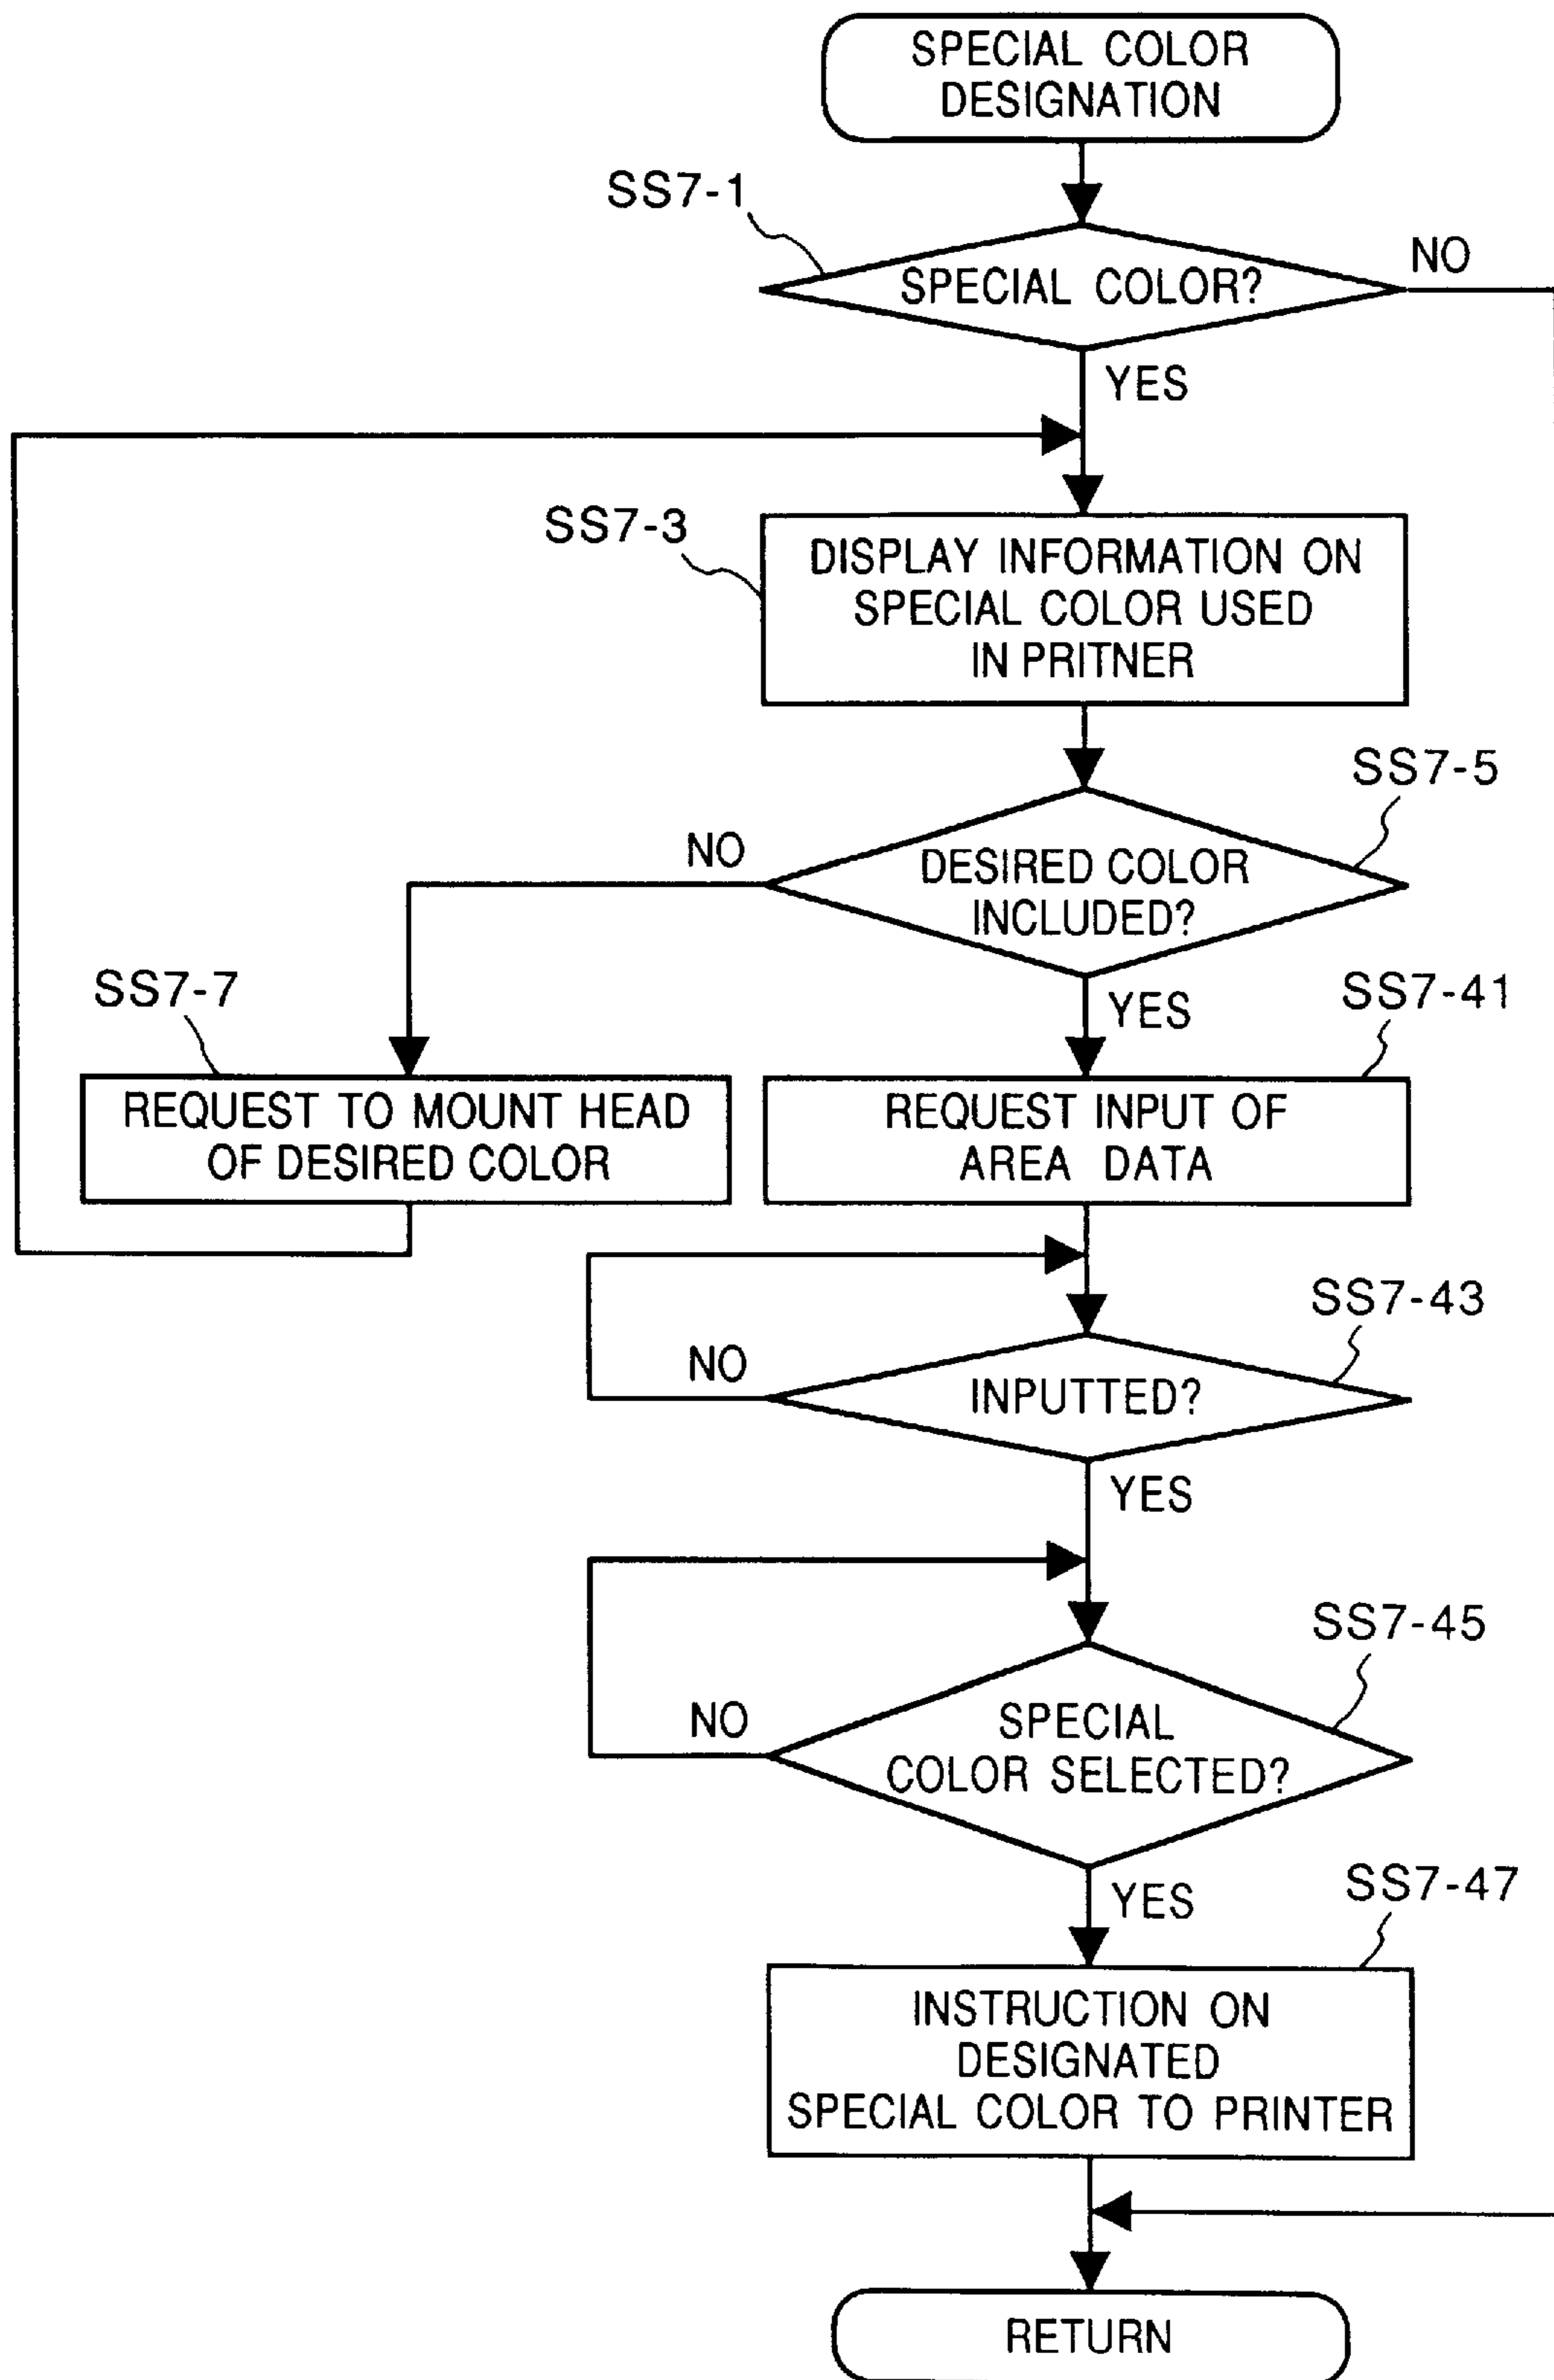 SPECIAL COLOR
DESIGNATION
SS7-1
SPECIAL COLOR?
NO
YES
SS7-3
DISPLAY INFORMATION ON
SPECIAL COLOR USED
IN PRITNER
SS7-5
NO
DESIRED COLOR
INCLUDED?
YES
SS7-7
SS7-41
REQUEST TO MOUNT HEAD
OF DESIRED COLOR
REQUEST INPUT OF
AREA DATA
SS7-43
NO
INPUTTED?
YES
SS7-45
NO
SPECIAL
COLOR SELECTED?
YES
SS7-47
INSTRUCTION ON
DESIGNATED
SPECIAL COLOR TO PRINTER
RETURN